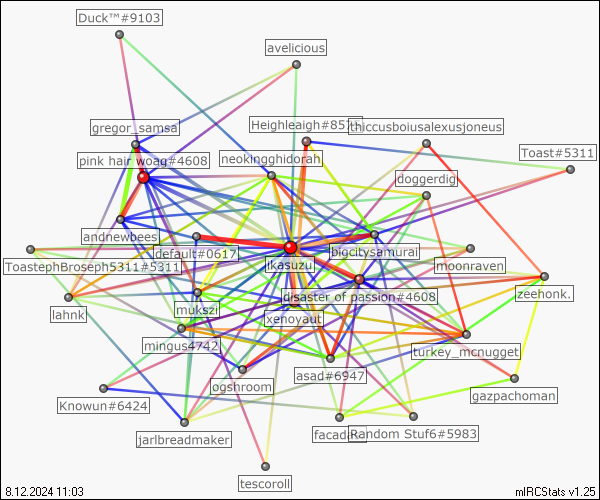 Duck™#9103
avelicious
gregor_samsa
Heighleaigh#8515
thiccusboiusalexusjoneus
pink hair woag#4608
neokingghidorah
Toast#5311
doggerdig
andnewbees
default#0617
bigcitysamurai
ToastephBroseph5311#5311
ikasuzu
moonraven
disaster of passion#4608
zeehonk.
lahnk
mukszi
xenoyaut
mingus4742
turkey_mcnugget
ogshroom
asad#6947
gazpachoman
Knowun#6424
jarlbreadmaker
Random Stuf6#5983
tescoroll
8.12.2024 11:03
mIRCStats v1.25